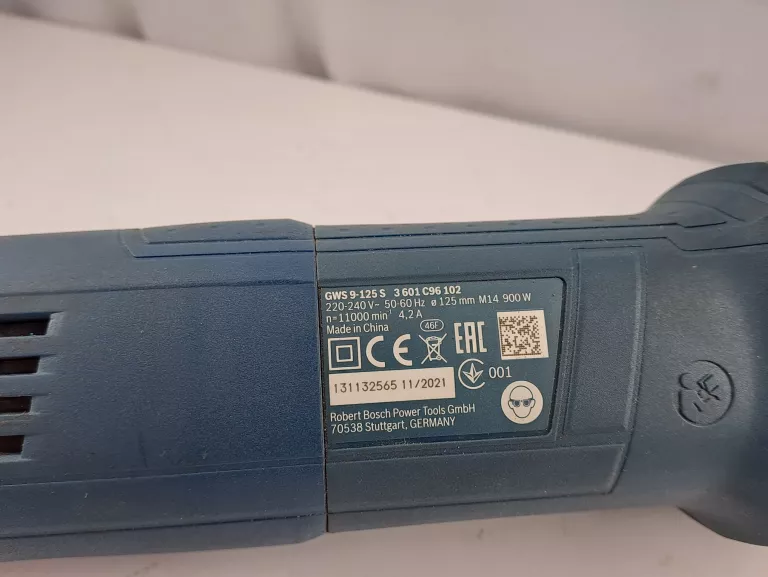 GWS 9-125 S 3 601 C96 102
220-240 V~ 50-60 Hz ø 125 mm M14 900 W
n=11000 min⁻¹ 4,2 A
Made in China
46F
CE EAC
131132565 11/2021 001
Robert Bosch Power Tools GmbH
70538 Stuttgart, GERMANY